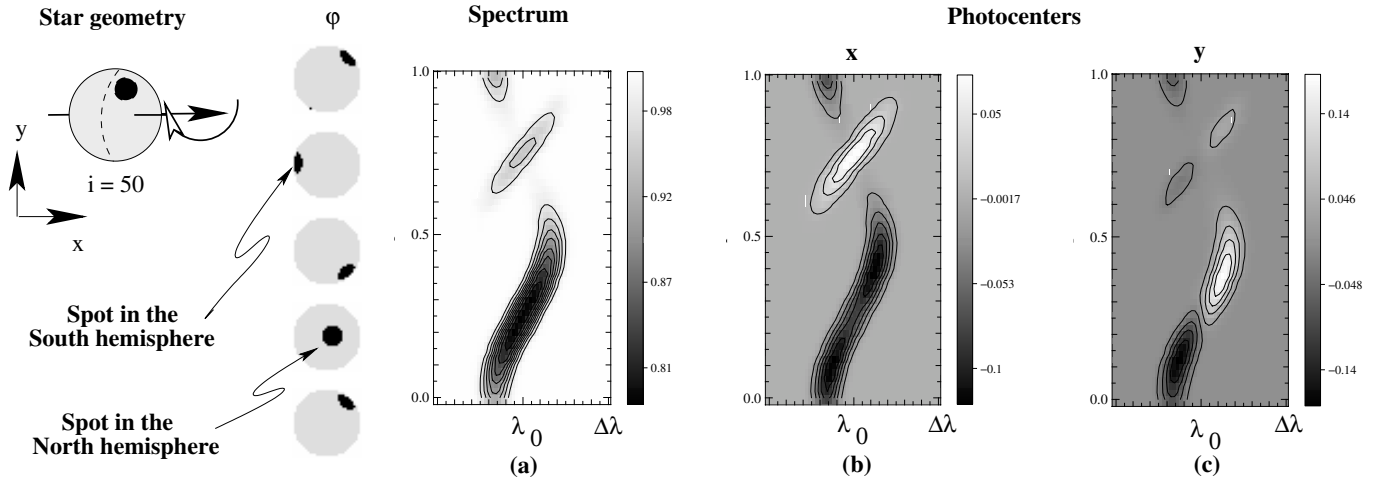 Star geometry
φ
Spectrum
Photocenters
x
y
y
x
i = 50
Spot in the
South hemisphere
Spot in the
North hemisphere
1.0
0.5
0.0
0.98
0.92
0.87
0.81
λ0
Δλ
(a)
1.0
0.5
0.0
0.05
−0.0017
−0.053
−0.1
λ0
Δλ
(b)
1.0
0.5
0.0
0.14
0.046
−0.048
−0.14
λ0
Δλ
(c)